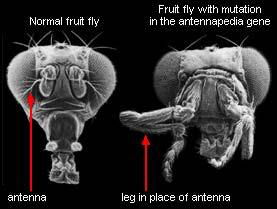 Normal fruit fly
Fruit fly with mutation
in the antennapedia gene
antenna
leg in place of antenna